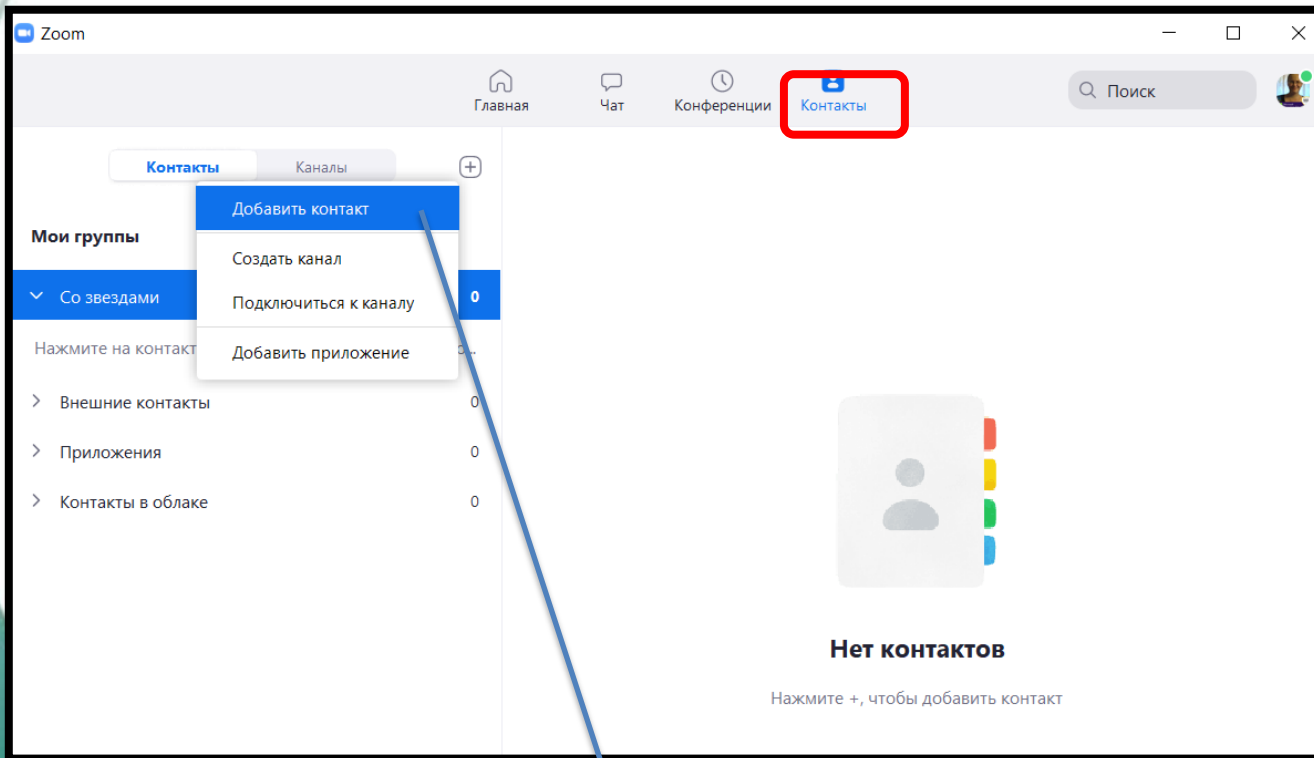 Zoom
Главная Чат Конференции Контакты Поиск
Контакты Каналы
Добавить контакт
Мои группы
Создать канал
Со звездами 0
Подключиться к каналу
Нажмите на контакт
Добавить приложение
Внешние контакты 0
Приложения 0
Контакты в облаке 0
Нет контактов
Нажмите +, чтобы добавить контакт